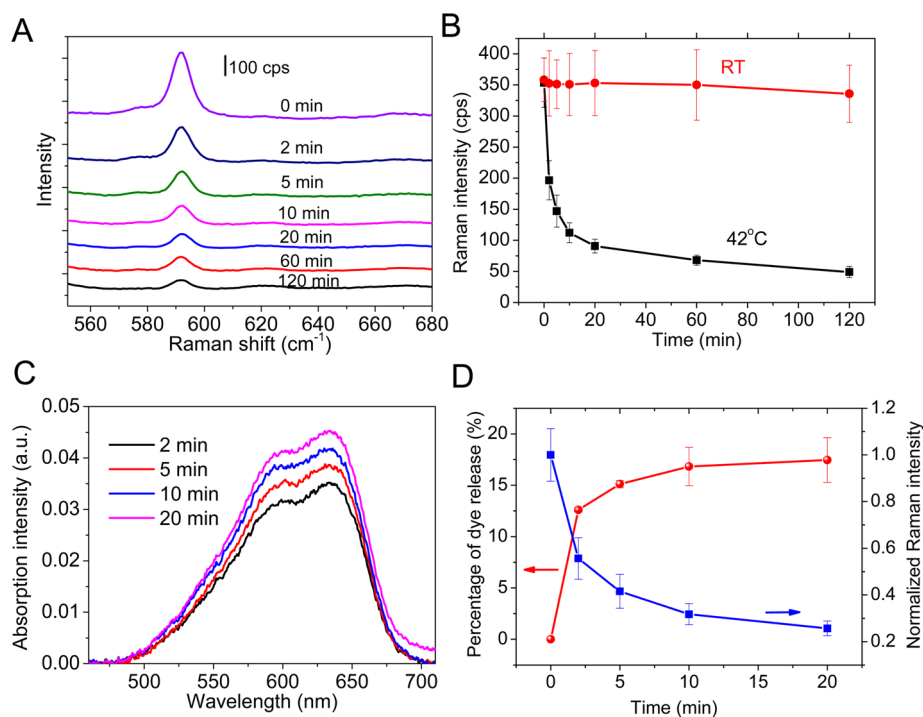 A
100 cps
0 min
2 min
5 min
10 min
20 min
60 min
120 min
Intensity
560 580 600 620 640 660 680
Raman shift (cm⁻¹)
B
400
350
300
250
200
150
100
50
0
Raman intensity (cps)
RT
42°C
0 20 40 60 80 100 120
Time (min)
C
0.05
0.04
0.03
0.02
0.01
0.00
Absorption intensity (a.u.)
2 min
5 min
10 min
20 min
500 550 600 650 700
Wavelength (nm)
D
20
15
10
5
0
Percentage of dye release (%)
1.2
1.0
0.8
0.6
0.4
0.2
Normalized Raman intensity
0 5 10 15 20
Time (min)